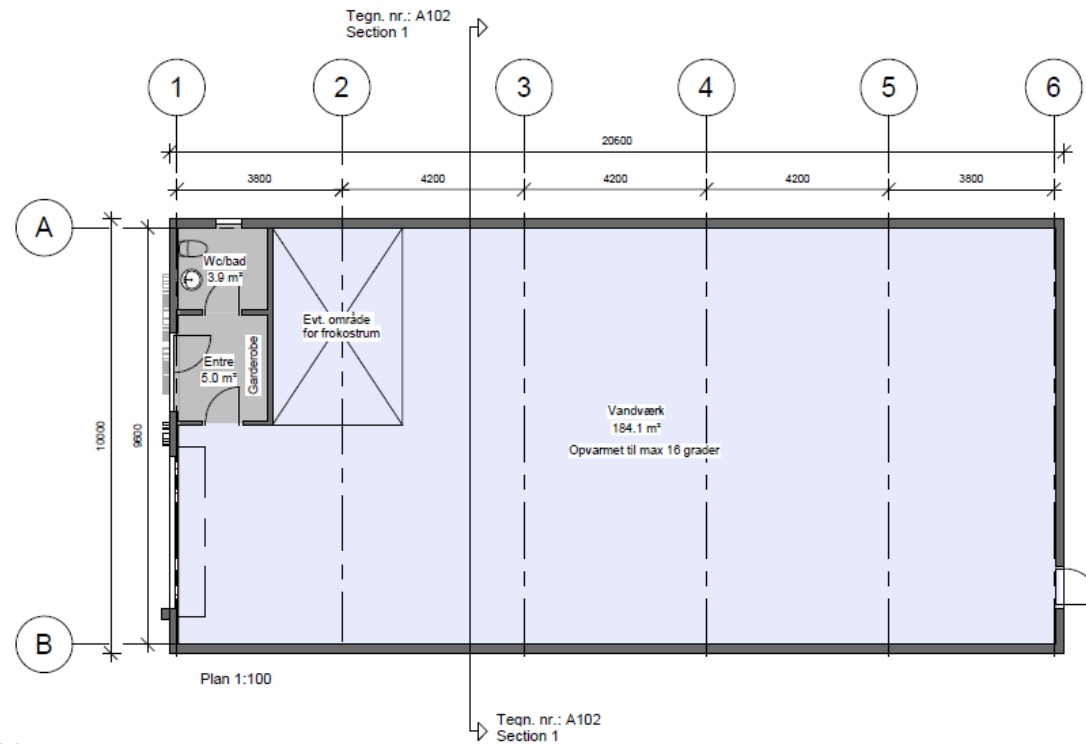 Tegn. nr.: A102
Section 1
1
2
3
4
5
6
20600
3800
4200
4200
4200
3800
A
Wc/bad
3.9 m²
Evt. område
for frokostrum
Entre
5.0 m²
Garderobe
10000
9600
Vandværk
184.1 m²
Opvarmet til max 16 grader
B
Plan 1:100
Tegn. nr.: A102
Section 1